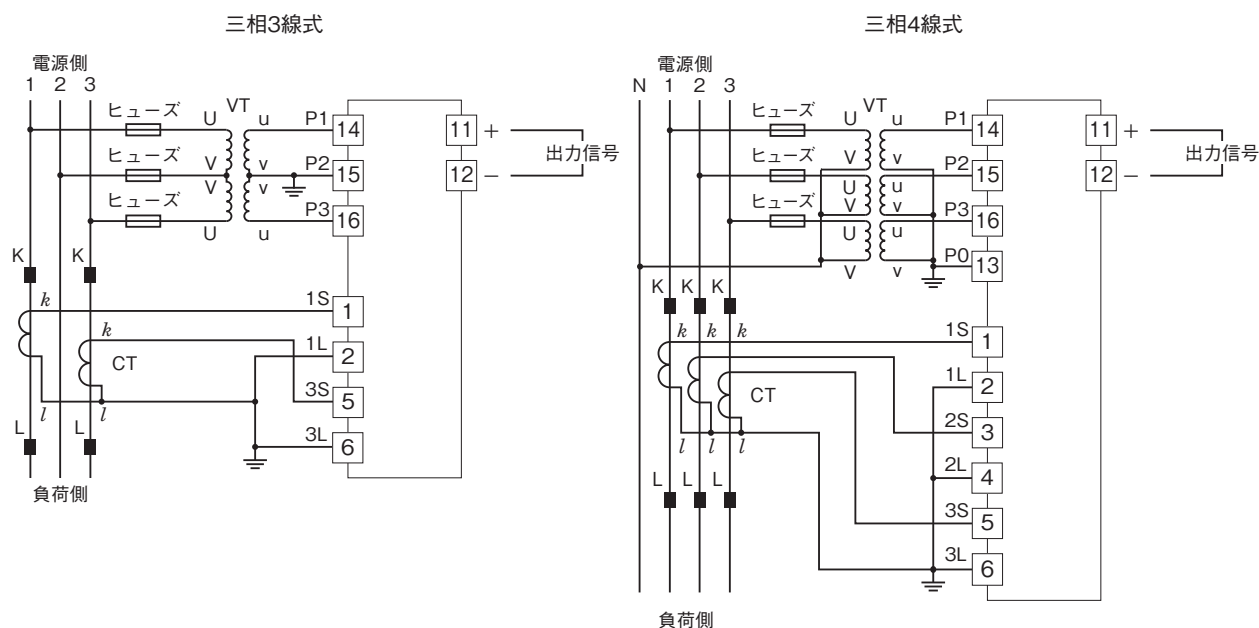 三相3線式
電源側
1 2 3
ヒューズ
U VT u P1 14 11 +
ヒューズ
V v P2 15 12 −
V v
出力信号
ヒューズ
P3 16
U u
K K
k 1S 1
k 1L 2
CT
3S 5
l l
L L 3L 6
負荷側
三相4線式
電源側
N 1 2 3
ヒューズ
U VT u P1 14 11 +
ヒューズ
V v P2 15 12 −
U u
出力信号
ヒューズ
V v P3 16
U u
V v P0 13
K K K
k k k 1S 1
1L 2
CT
2S 3
l l l
L L L 2L 4
3S 5
3L 6
負荷側